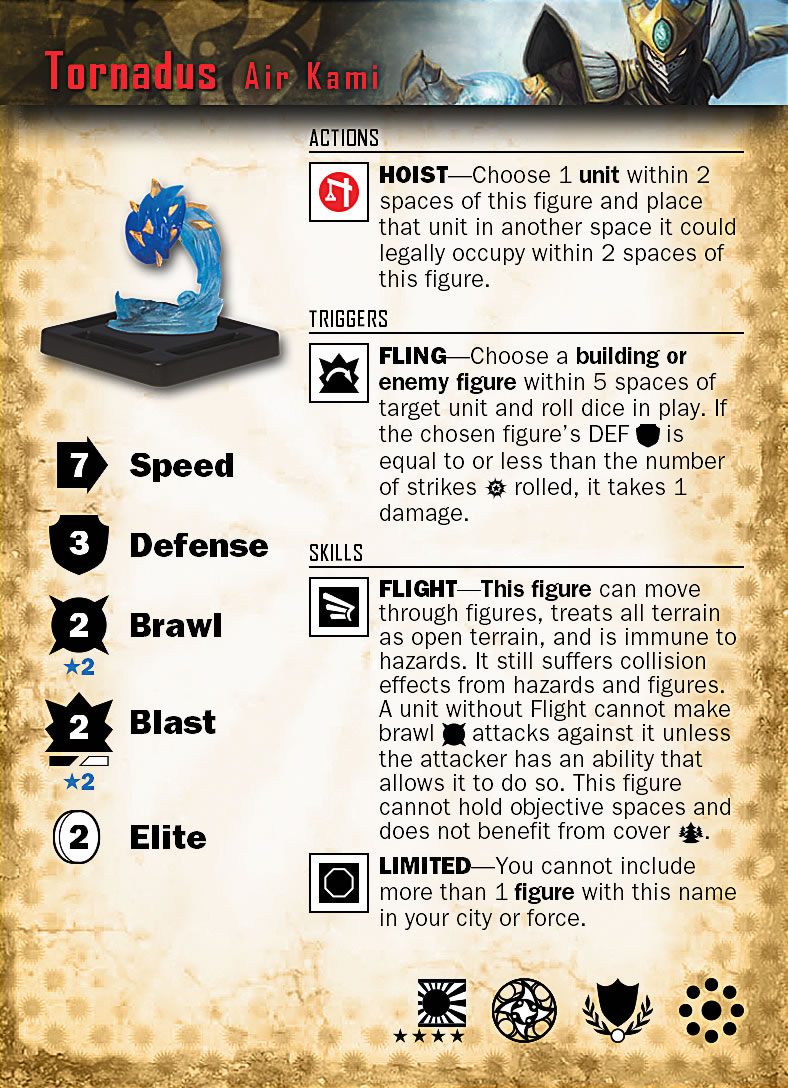 Tornadus Air Kami
ACTIONS
HOIST—Choose 1 unit within 2
spaces of this figure and place
that unit in another space it could
legally occupy within 2 spaces of
this figure.
TRIGGERS
FLING—Choose a building or
enemy figure within 5 spaces of
target unit and roll dice in play. If
the chosen figure's DEF is
equal to or less than the number
of strikes rolled, it takes 1
damage.
SKILLS
FLIGHT—This figure can move
through figures, treats all terrain
as open terrain, and is immune to
hazards. It still suffers collision
effects from hazards and figures.
A unit without Flight cannot make
brawl attacks against it unless
the attacker has an ability that
allows it to do so. This figure
cannot hold objective spaces and
does not benefit from cover .
LIMITED—You cannot include
more than 1 figure with this name
in your city or force.
7 Speed
3 Defense
2 Brawl
★2
2 Blast
★2
2 Elite